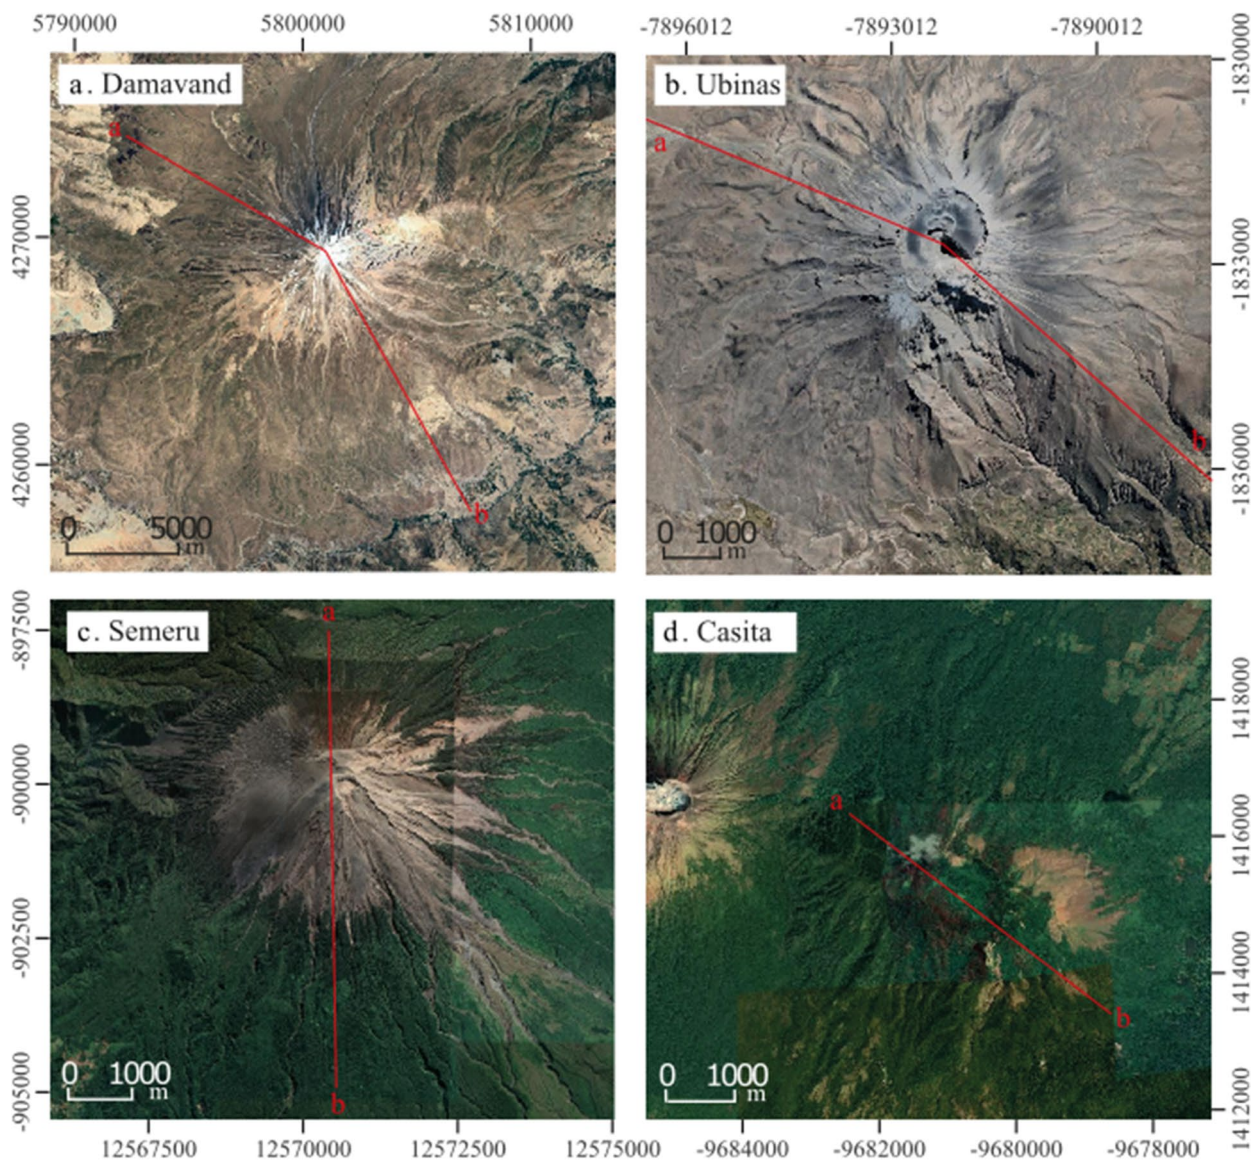 5790000 5800000 5810000
-7896012 -7893012 -7890012
a. Damavand
a
b
0 5000
m
4270000
4260000
b. Ubinas
a
b
0 1000
m
-1830000
-1833000
-1836000
c. Semeru
a
b
0 1000
m
-897500
-900000
-902500
-905000
d. Casita
a
b
0 1000
m
1418000
1416000
1414000
1412000
12567500 12570000 12572500 12575000
-9684000 -9682000 -9680000 -9678000